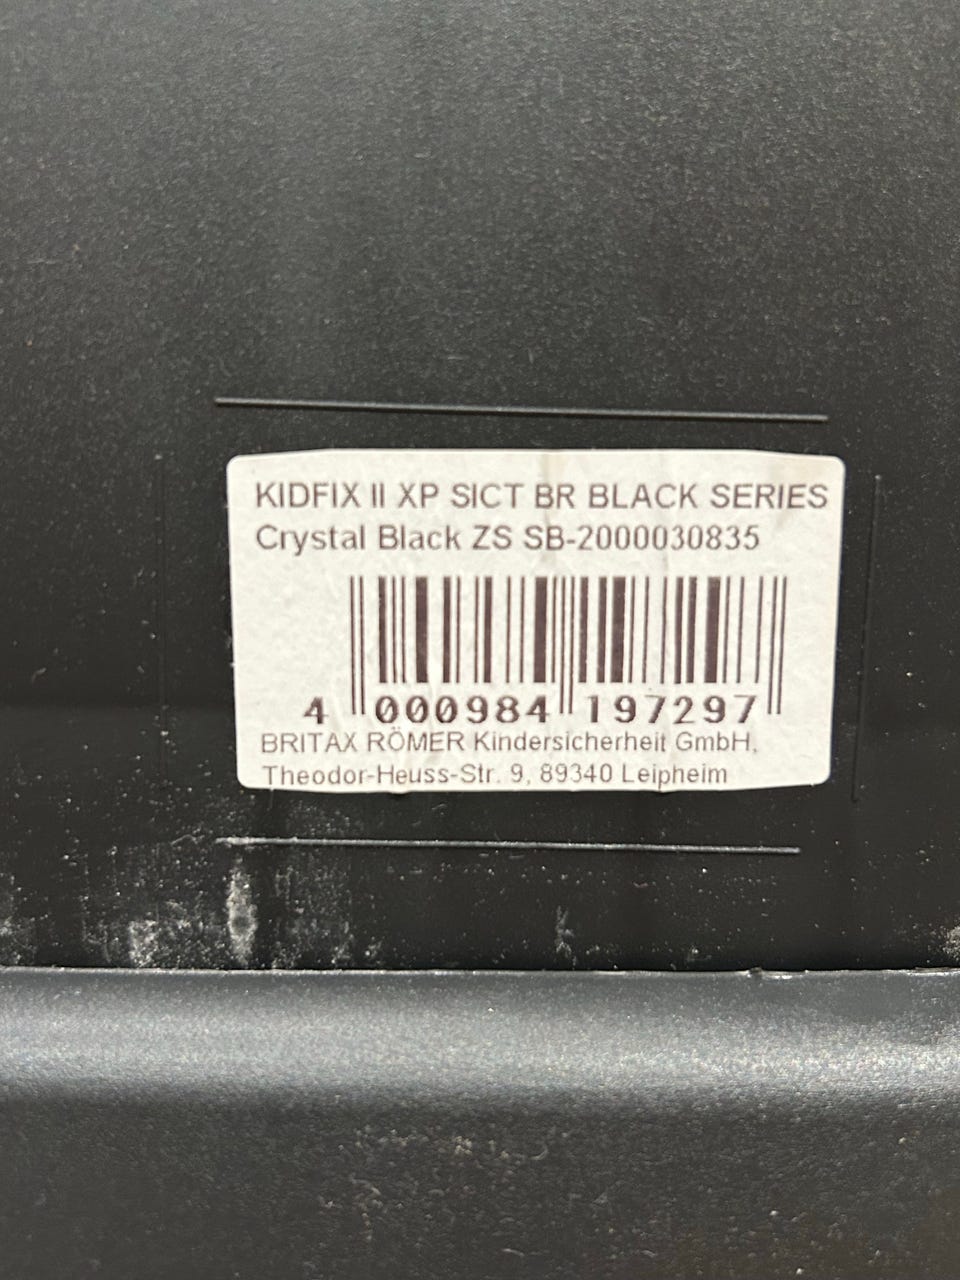 KIDFIX II XP SICT BR BLACK SERIES
Crystal Black ZS SB-2000030835
4 000984 197297
BRITAX RÖMER Kindersicherheit GmbH,
Theodor-Heuss-Str. 9, 89340 Leipheim